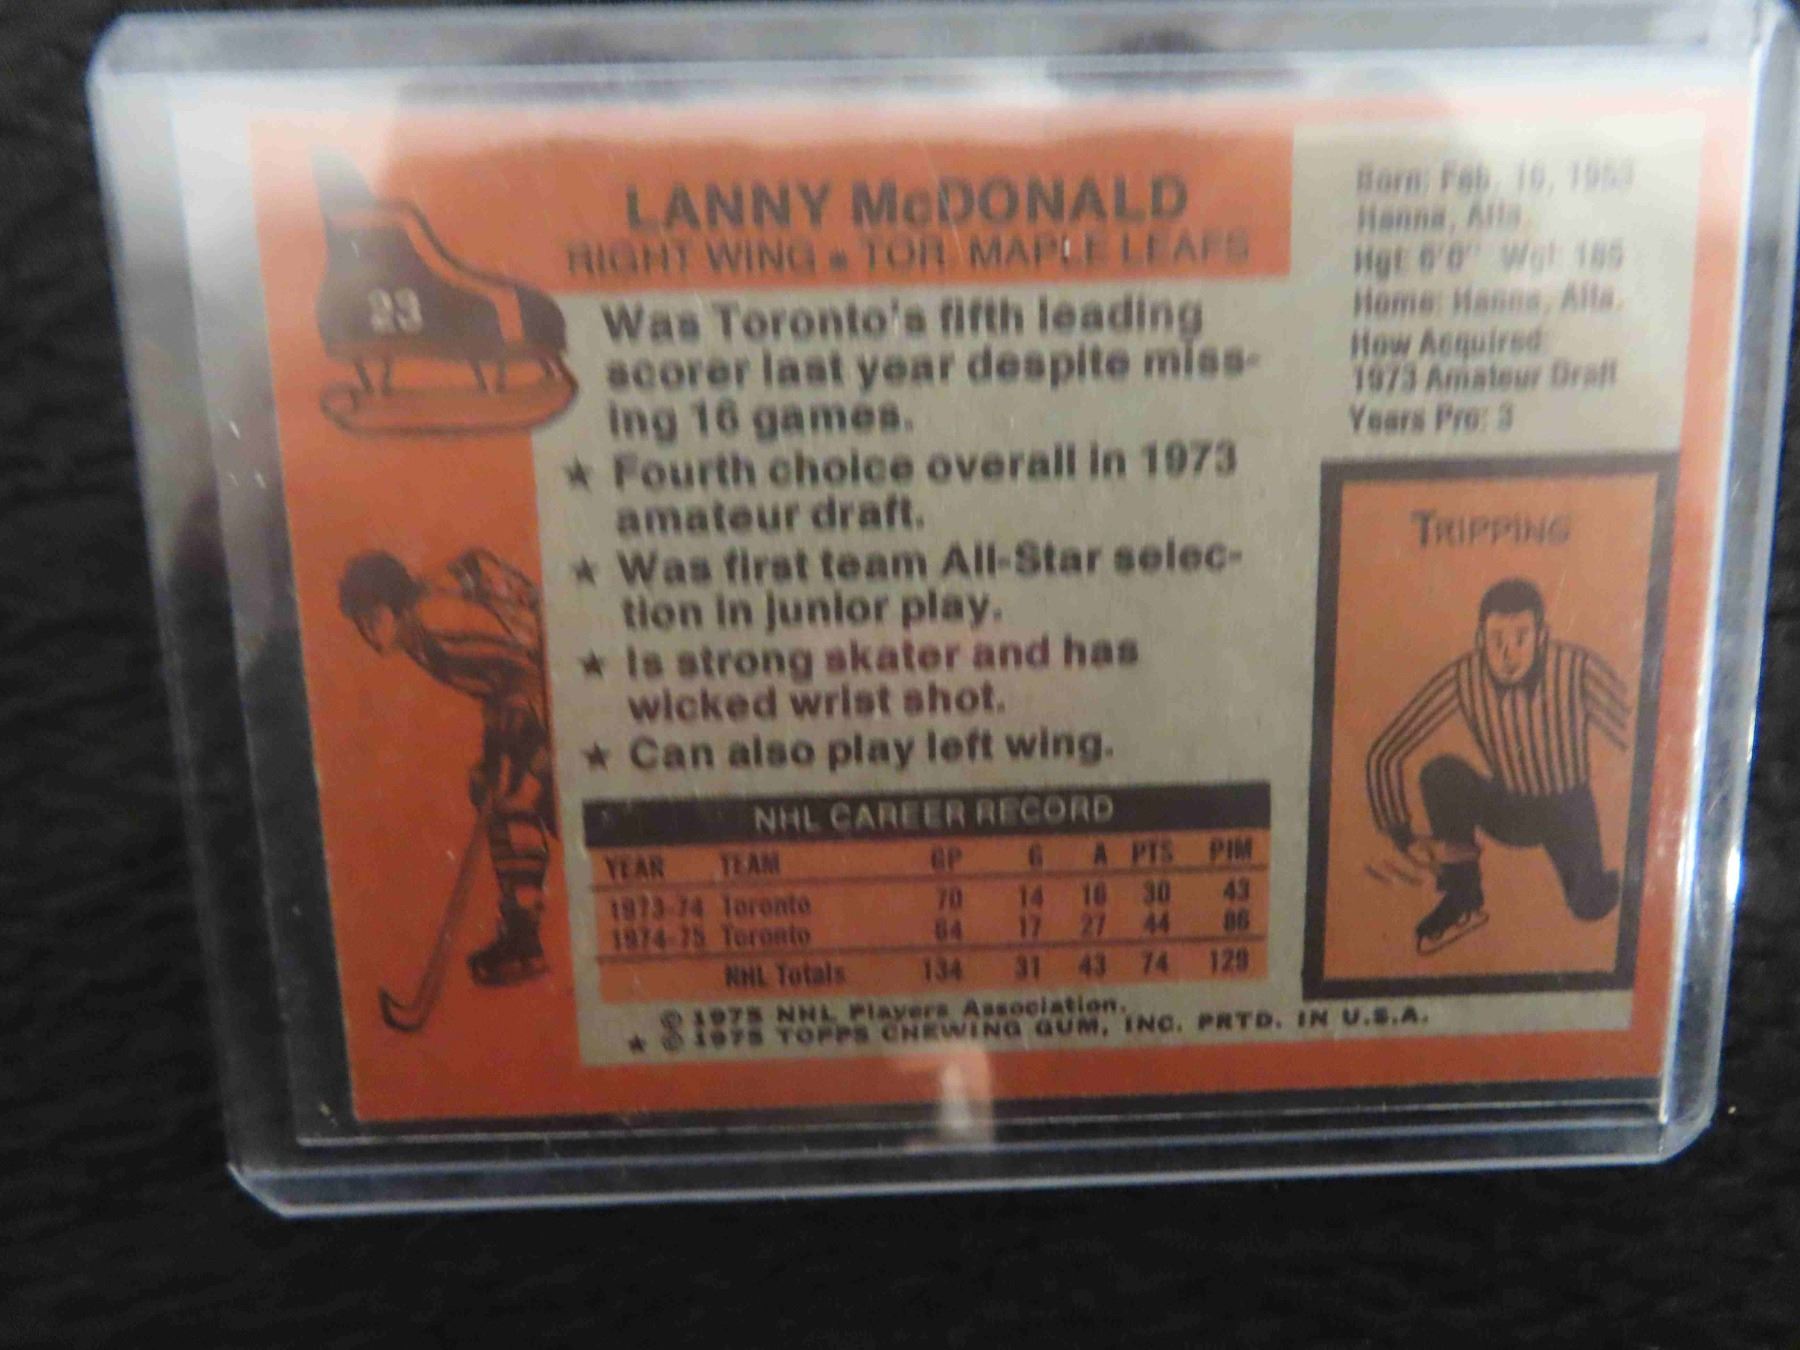 23
LANNY McDONALD
RIGHT WING ★ TOR. MAPLE LEAFS
Was Toronto's fifth leading
scorer last year despite miss-
ing 16 games.
★ Fourth choice overall in 1973
amateur draft.
★ Was first team All-Star selec-
tion in junior play.
★ Is strong skater and has
wicked wrist shot.
★ Can also play left wing.
Born: Feb. 16, 1953
Hanna, Alta.
Hgt: 6'0" Wgt: 185
Home: Hanna, Alta.
How Acquired:
1973 Amateur Draft
Years Pro: 3
TRIPPING
NHL CAREER RECORD
YEAR TEAM GP G A PTS PIM
1973-74 Toronto 70 14 16 30 43
1974-75 Toronto 64 17 27 44 86
NHL Totals 134 31 43 74 129
© 1975 NHL Players Association.
★ © 1975 TOPPS CHEWING GUM, INC. PRTD. IN U.S.A.